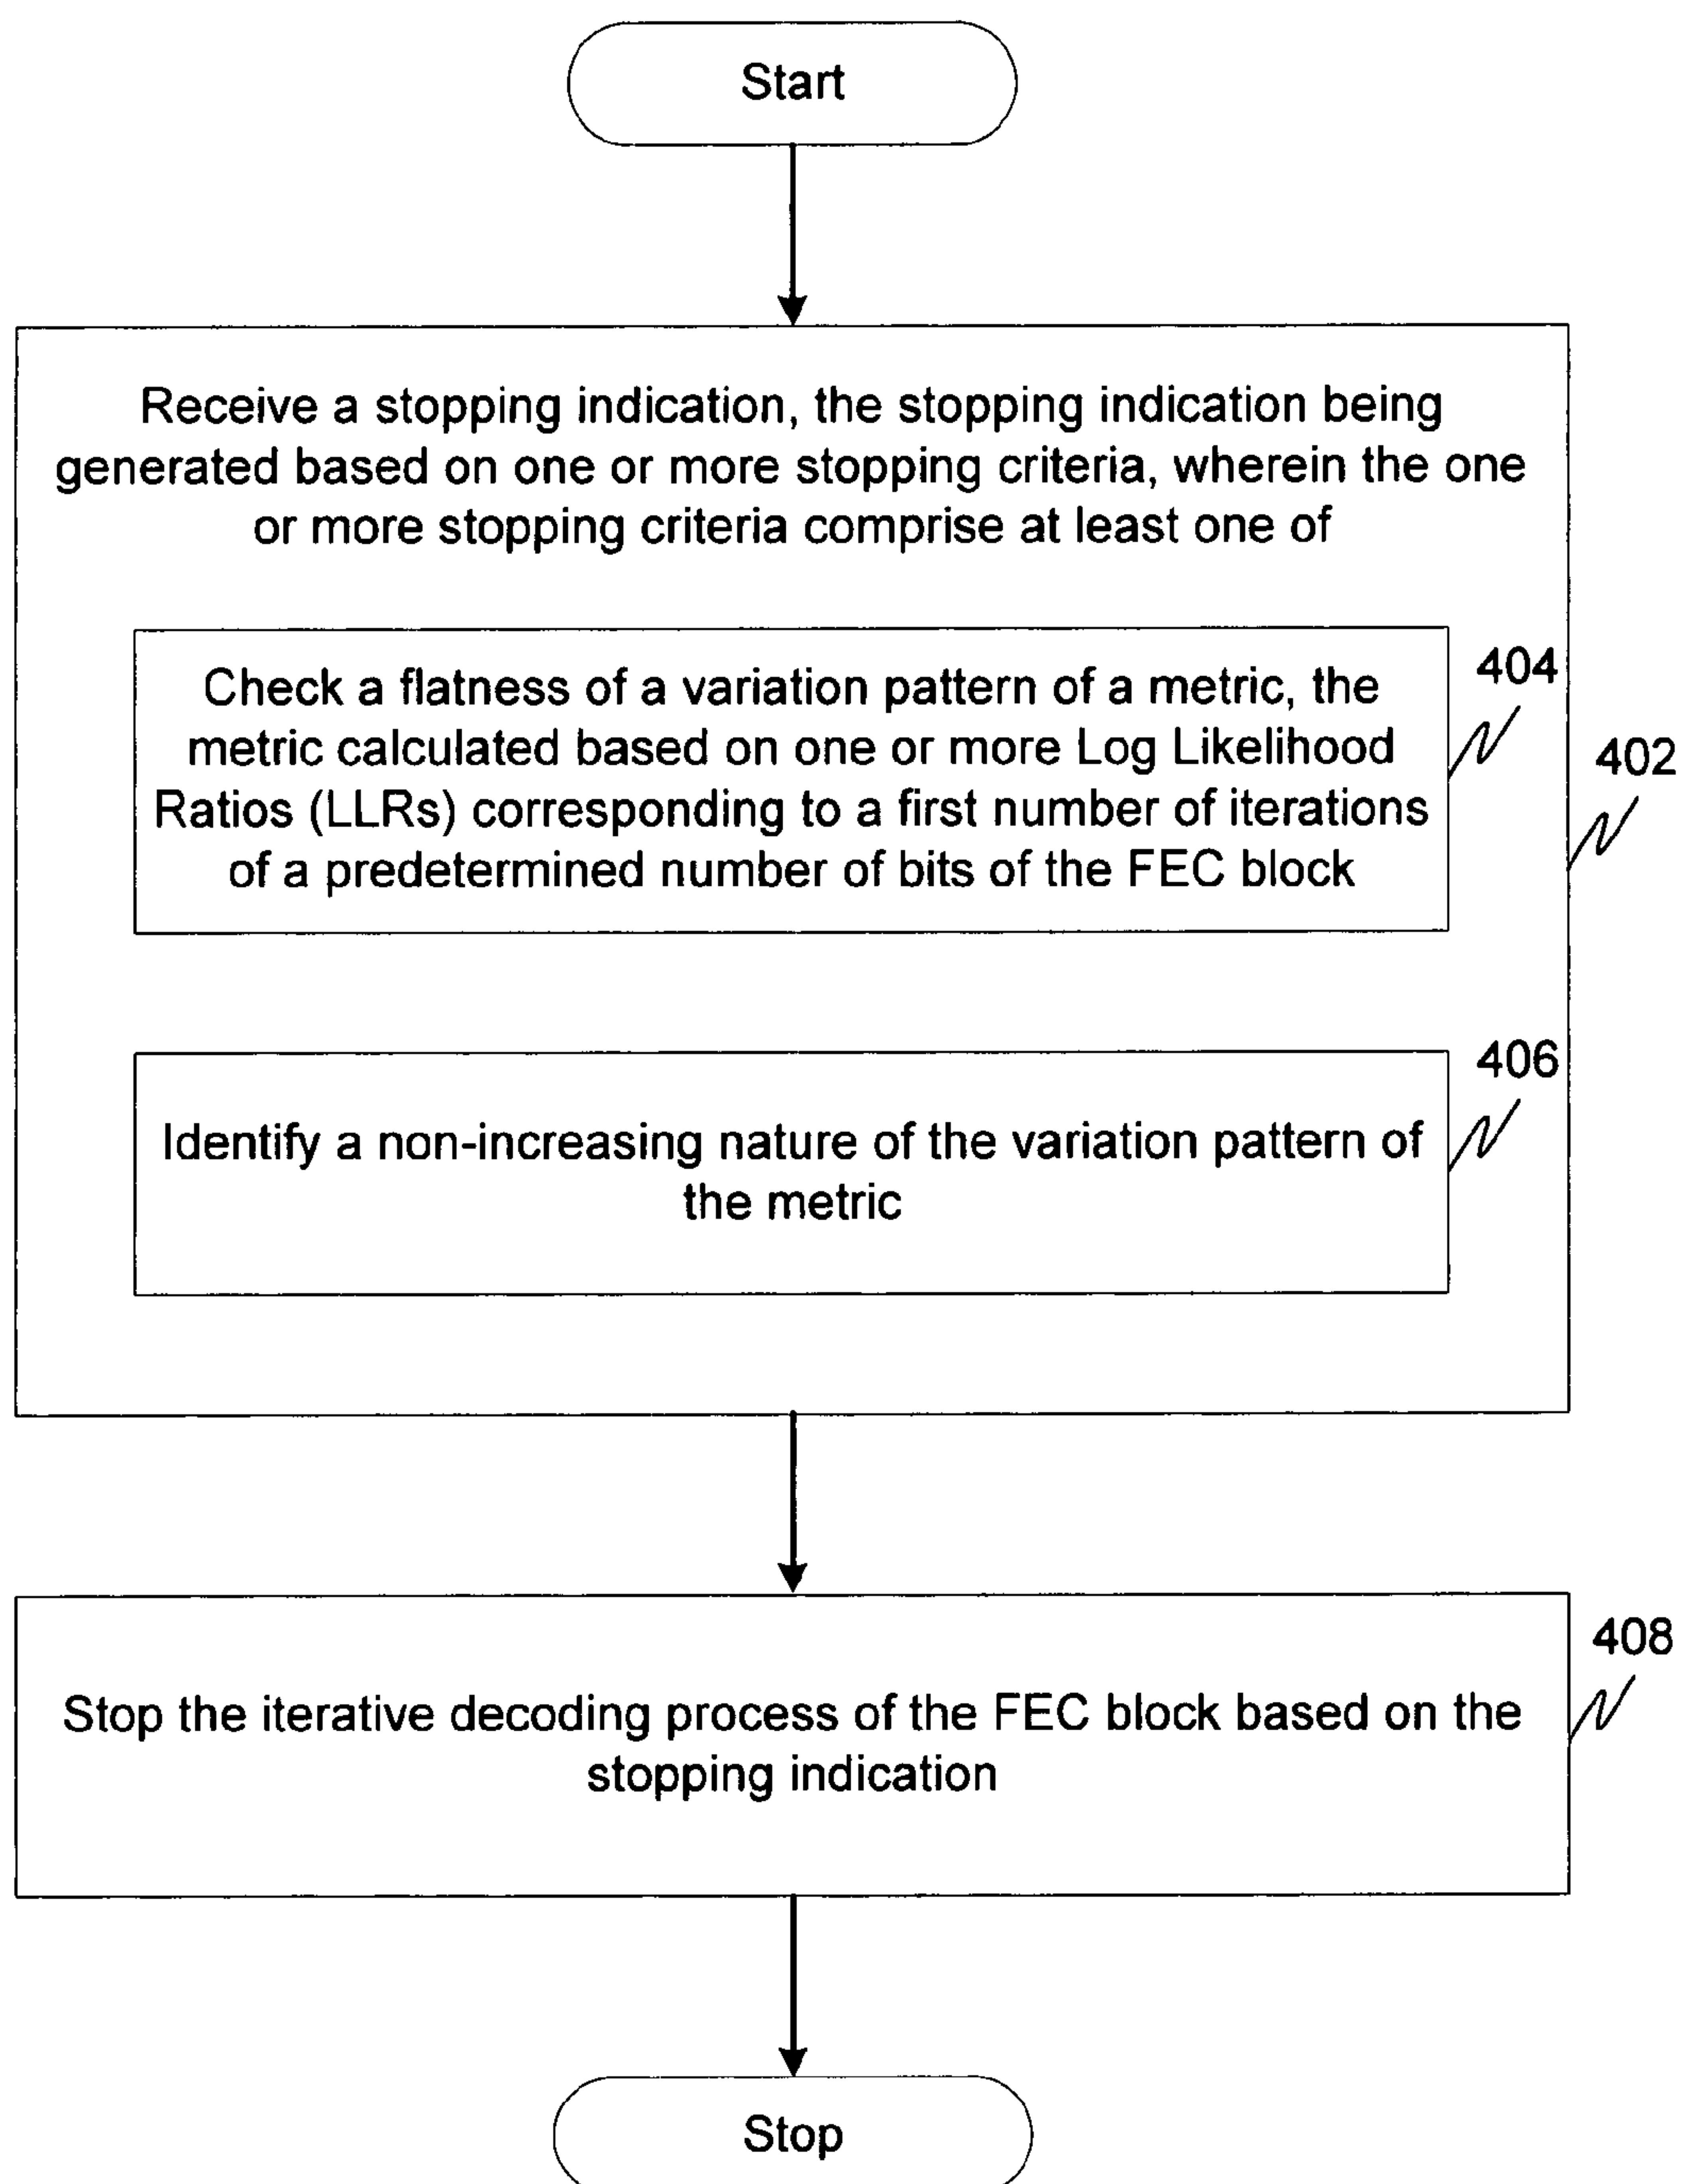 Start
Receive a stopping indication, the stopping indication being
generated based on one or more stopping criteria, wherein the one
or more stopping criteria comprise at least one of
404
Check a flatness of a variation pattern of a metric, the
metric calculated based on one or more Log Likelihood
Ratios (LLRs) corresponding to a first number of iterations
of a predetermined number of bits of the FEC block
402
406
Identify a non-increasing nature of the variation pattern of
the metric
408
Stop the iterative decoding process of the FEC block based on the
stopping indication
Stop